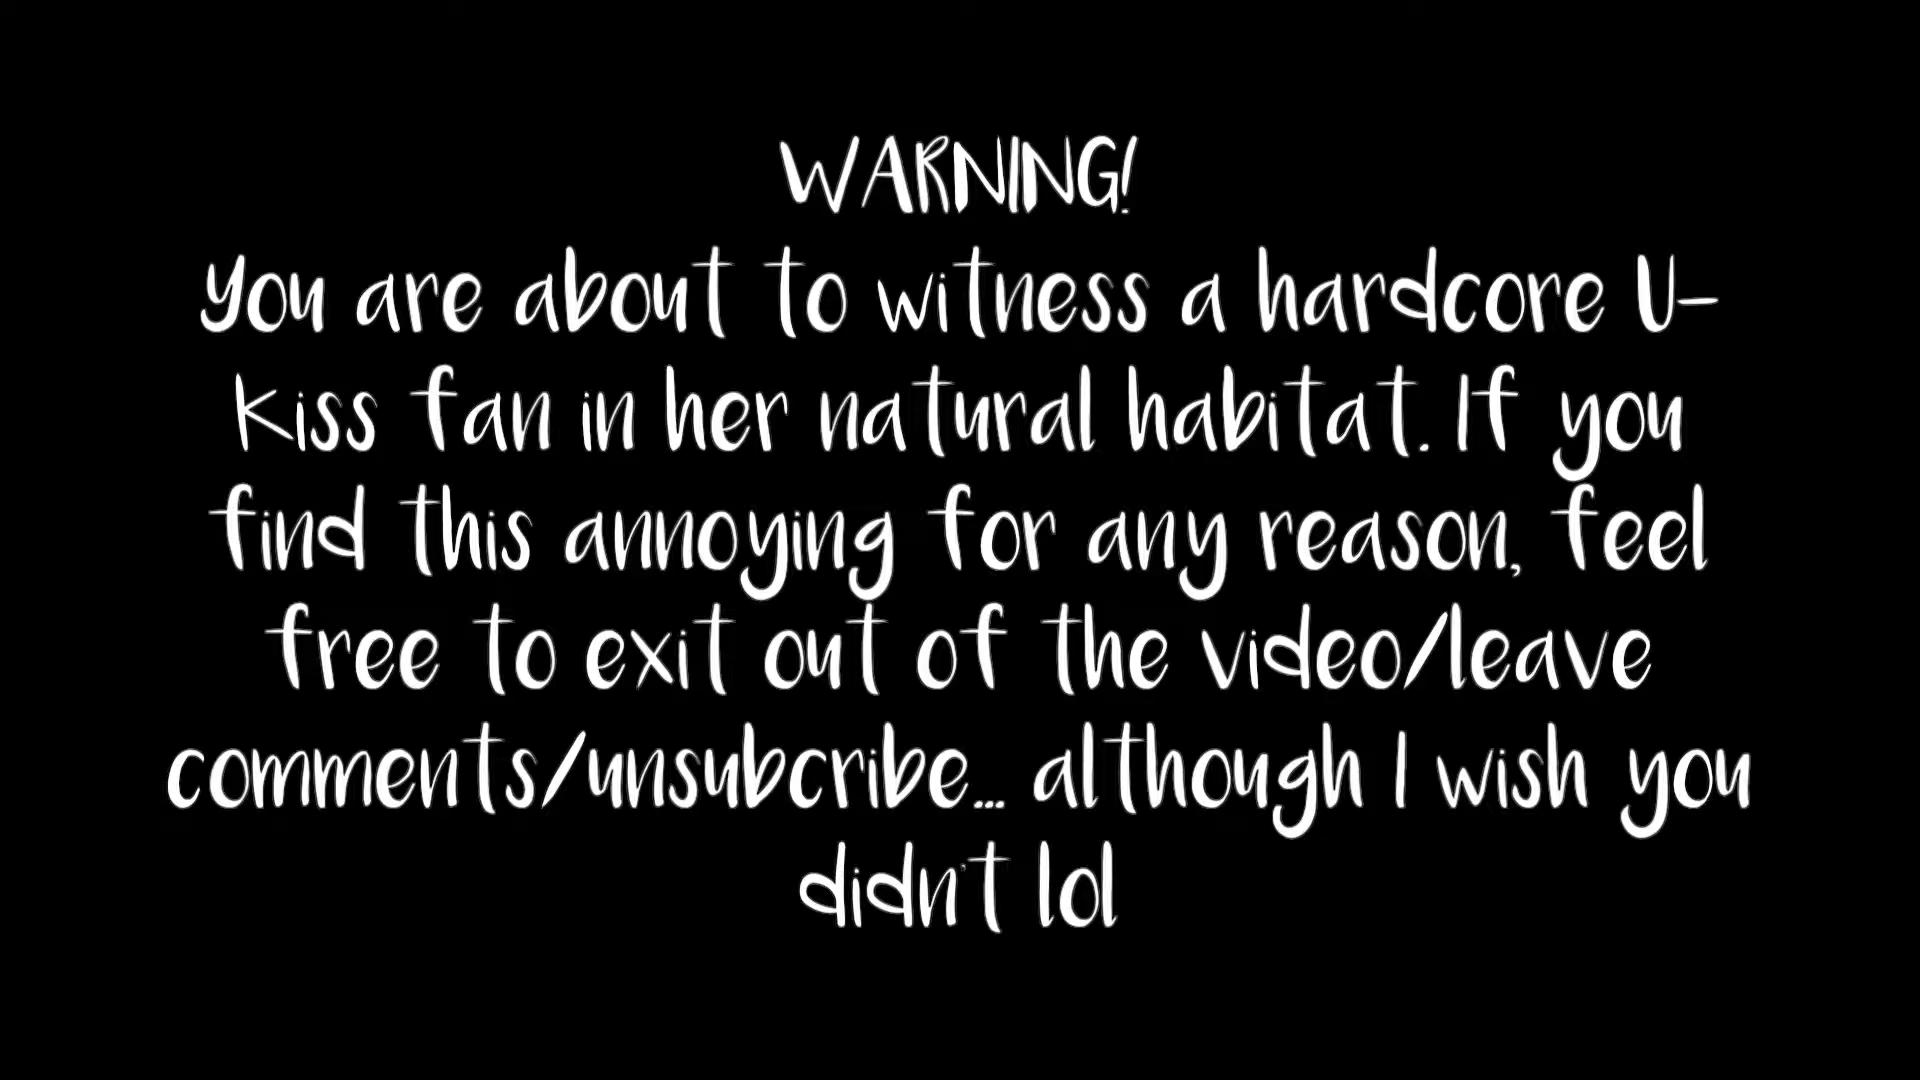 WARNING!
You are about to witness a hardcore U-
Kiss fan in her natural habitat. If you
find this annoying for any reason, feel
free to exit out of the video/leave
comments/unsubcribe... although I wish you
didn't lol